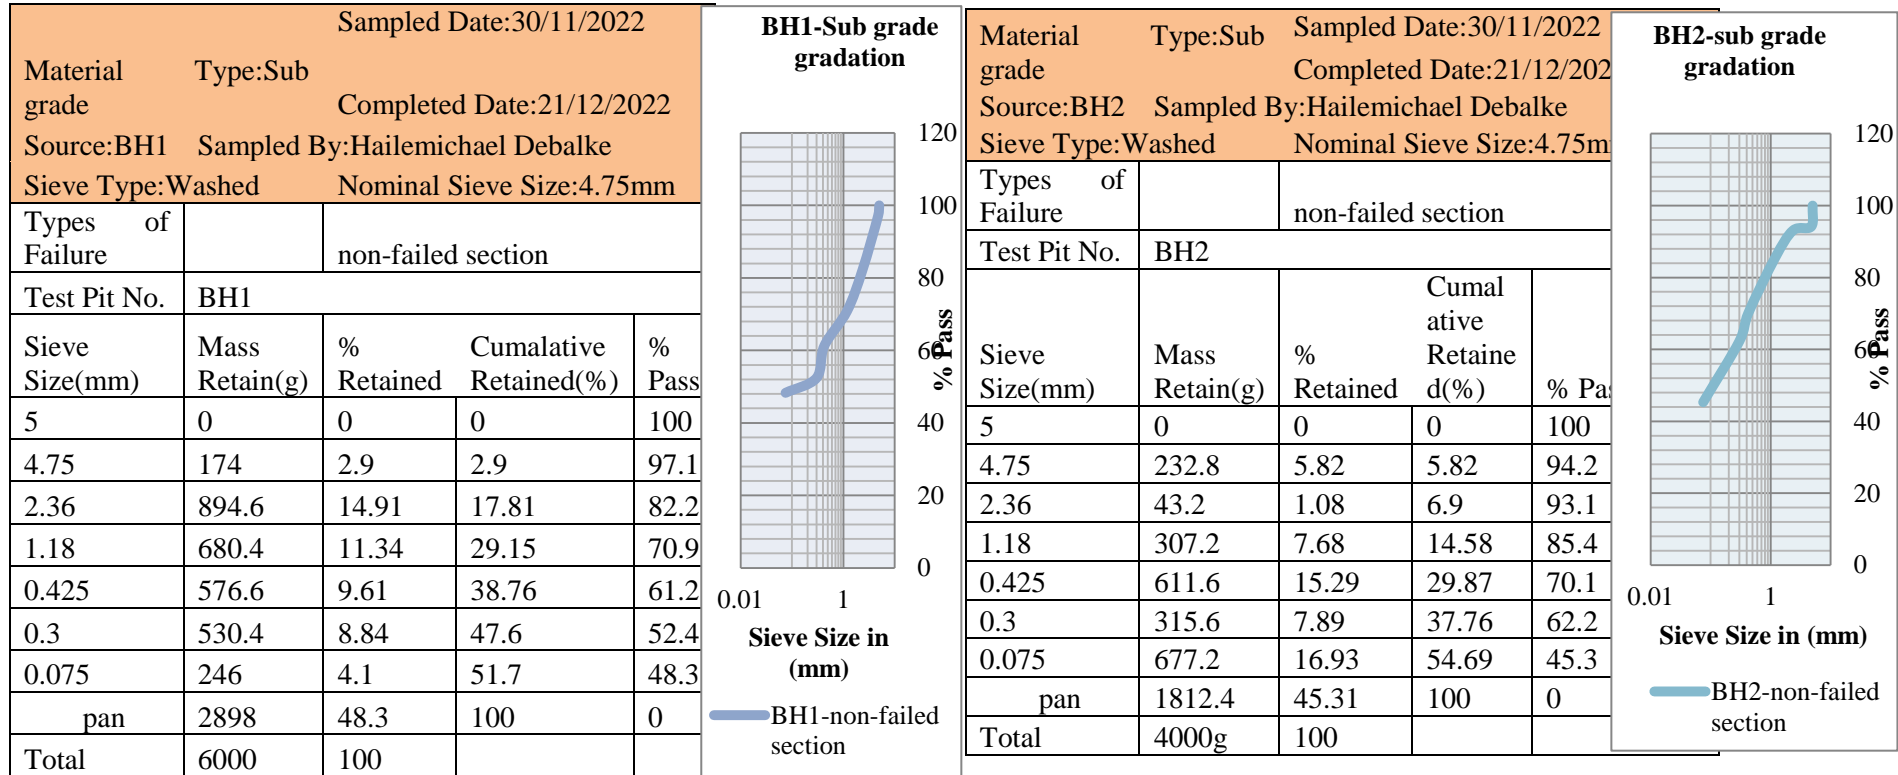 Sampled Date:30/11/2022
Material Type:Sub
grade Completed Date:21/12/2022
Source:BH1 Sampled By:Hailemichael Debalke
Sieve Type:Washed Nominal Sieve Size:4.75mm
Types of
Failure non-failed section
Test Pit No. BH1
Sieve Mass % Cumalative %
Size(mm) Retain(g) Retained Retained(%) Pass
5 0 0 0 100
4.75 174 2.9 2.9 97.1
2.36 894.6 14.91 17.81 82.2
1.18 680.4 11.34 29.15 70.9
0.425 576.6 9.61 38.76 61.2
0.3 530.4 8.84 47.6 52.4
0.075 246 4.1 51.7 48.3
pan 2898 48.3 100 0
Total 6000 100
BH1-Sub grade
gradation
120
100
80
60
40
20
0
% Pass
0.01 1
Sieve Size in
(mm)
BH1-non-failed
section
Material Type:Sub Sampled Date:30/11/2022
grade Completed Date:21/12/202
Source:BH2 Sampled By:Hailemichael Debalke
Sieve Type:Washed Nominal Sieve Size:4.75m
Types of
Failure non-failed section
Test Pit No. BH2
Cumal
ative
Sieve Mass % Retaine
Size(mm) Retain(g) Retained d(%) % Pas
5 0 0 0 100
4.75 232.8 5.82 5.82 94.2
2.36 43.2 1.08 6.9 93.1
1.18 307.2 7.68 14.58 85.4
0.425 611.6 15.29 29.87 70.1
0.3 315.6 7.89 37.76 62.2
0.075 677.2 16.93 54.69 45.3
pan 1812.4 45.31 100 0
Total 4000g 100
BH2-sub grade
gradation
120
100
80
60
40
20
0
% Pass
0.01 1
Sieve Size in (mm)
BH2-non-failed
section